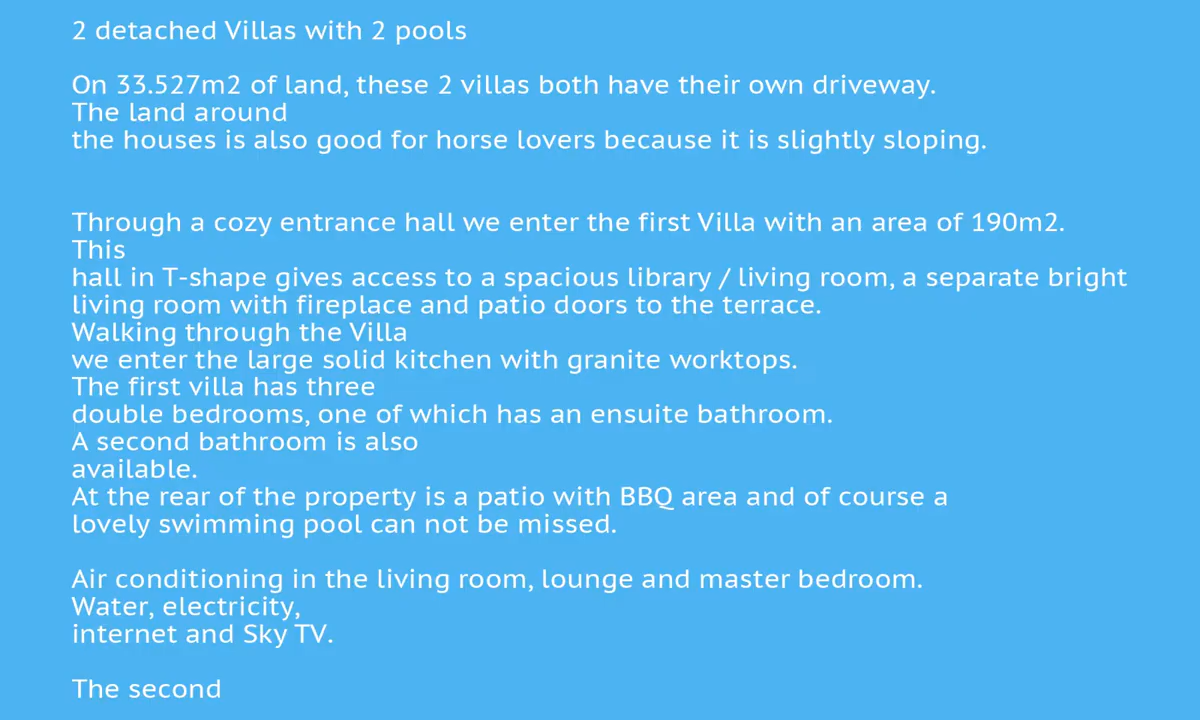 2 detached Villas with 2 pools
On 33.527m2 of land, these 2 villas both have their own driveway.
The land around
the houses is also good for horse lovers because it is slightly sloping.
Through a cozy entrance hall we enter the first Villa with an area of 190m2.
This
hall in T-shape gives access to a spacious library / living room, a separate bright
living room with fireplace and patio doors to the terrace.
Walking through the Villa
we enter the large solid kitchen with granite worktops.
The first villa has three
double bedrooms, one of which has an ensuite bathroom.
A second bathroom is also
available.
At the rear of the property is a patio with BBQ area and of course a
lovely swimming pool can not be missed.
Air conditioning in the living room, lounge and master bedroom.
Water, electricity,
internet and Sky TV.
The second